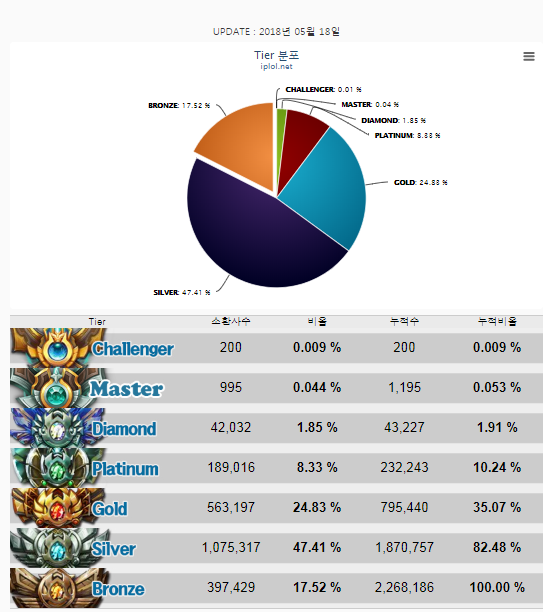 UPDATE : 2018년 05월 18일
Tier 분포
iplol.net
CHALLENGER: 0.01 %
MASTER: 0.04 %
DIAMOND: 1.85 %
PLATINUM: 8.33 %
GOLD: 24.83 %
SILVER: 47.41 %
BRONZE: 17.52 %
Tier 소환사수 비율 누적수 누적비율
Challenger 200 0.009 % 200 0.009 %
Master 995 0.044 % 1,195 0.053 %
Diamond 42,032 1.85 % 43,227 1.91 %
Platinum 189,016 8.33 % 232,243 10.24 %
Gold 563,197 24.83 % 795,440 35.07 %
Silver 1,075,317 47.41 % 1,870,757 82.48 %
Bronze 397,429 17.52 % 2,268,186 100.00 %